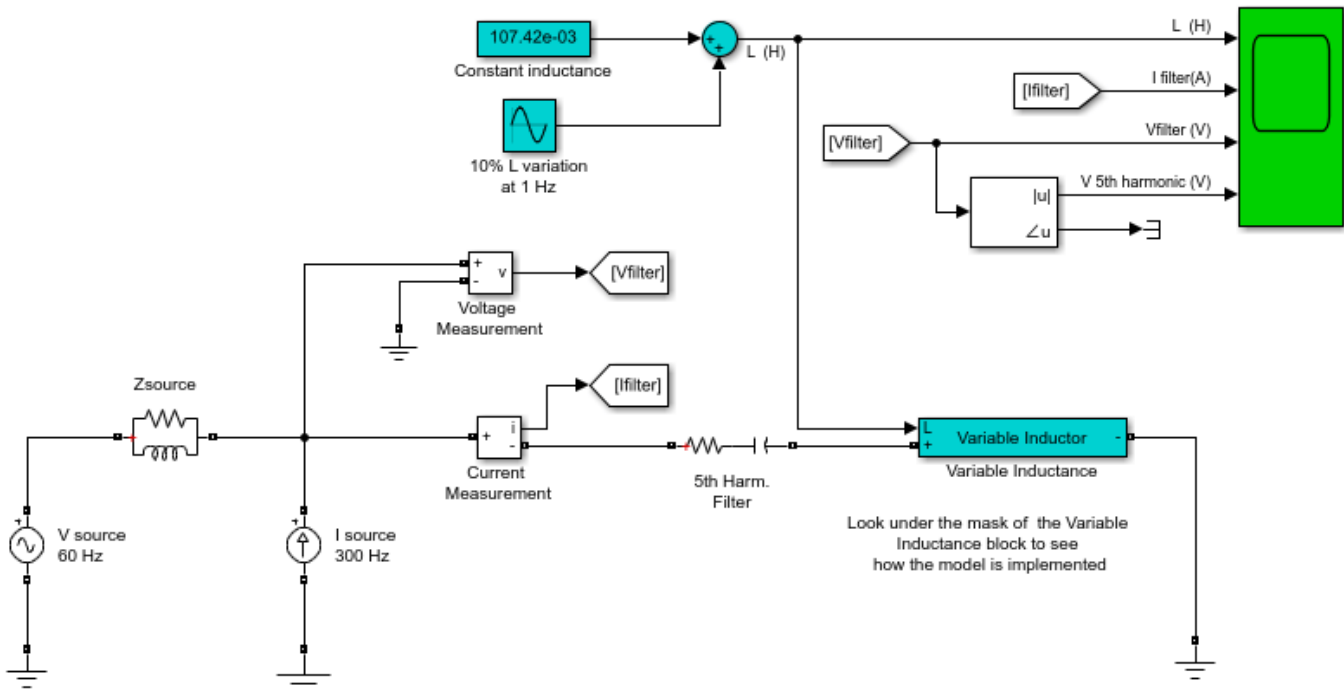 107.42e-03
Constant inductance
+
+
L (H)
10% L variation
at 1 Hz
L (H)
[Ifilter]
I filter(A)
[Vfilter]
Vfilter (V)
V 5th harmonic (V)
|u|
∠u
+
-
v
[Vfilter]
Voltage
Measurement
Zsource
[Ifilter]
+
i
-
Current
Measurement
5th Harm.
Filter
L
+
Variable Inductor
-
Variable Inductance
+
V source
60 Hz
+
I source
300 Hz
Look under the mask of the Variable
Inductance block to see
how the model is implemented